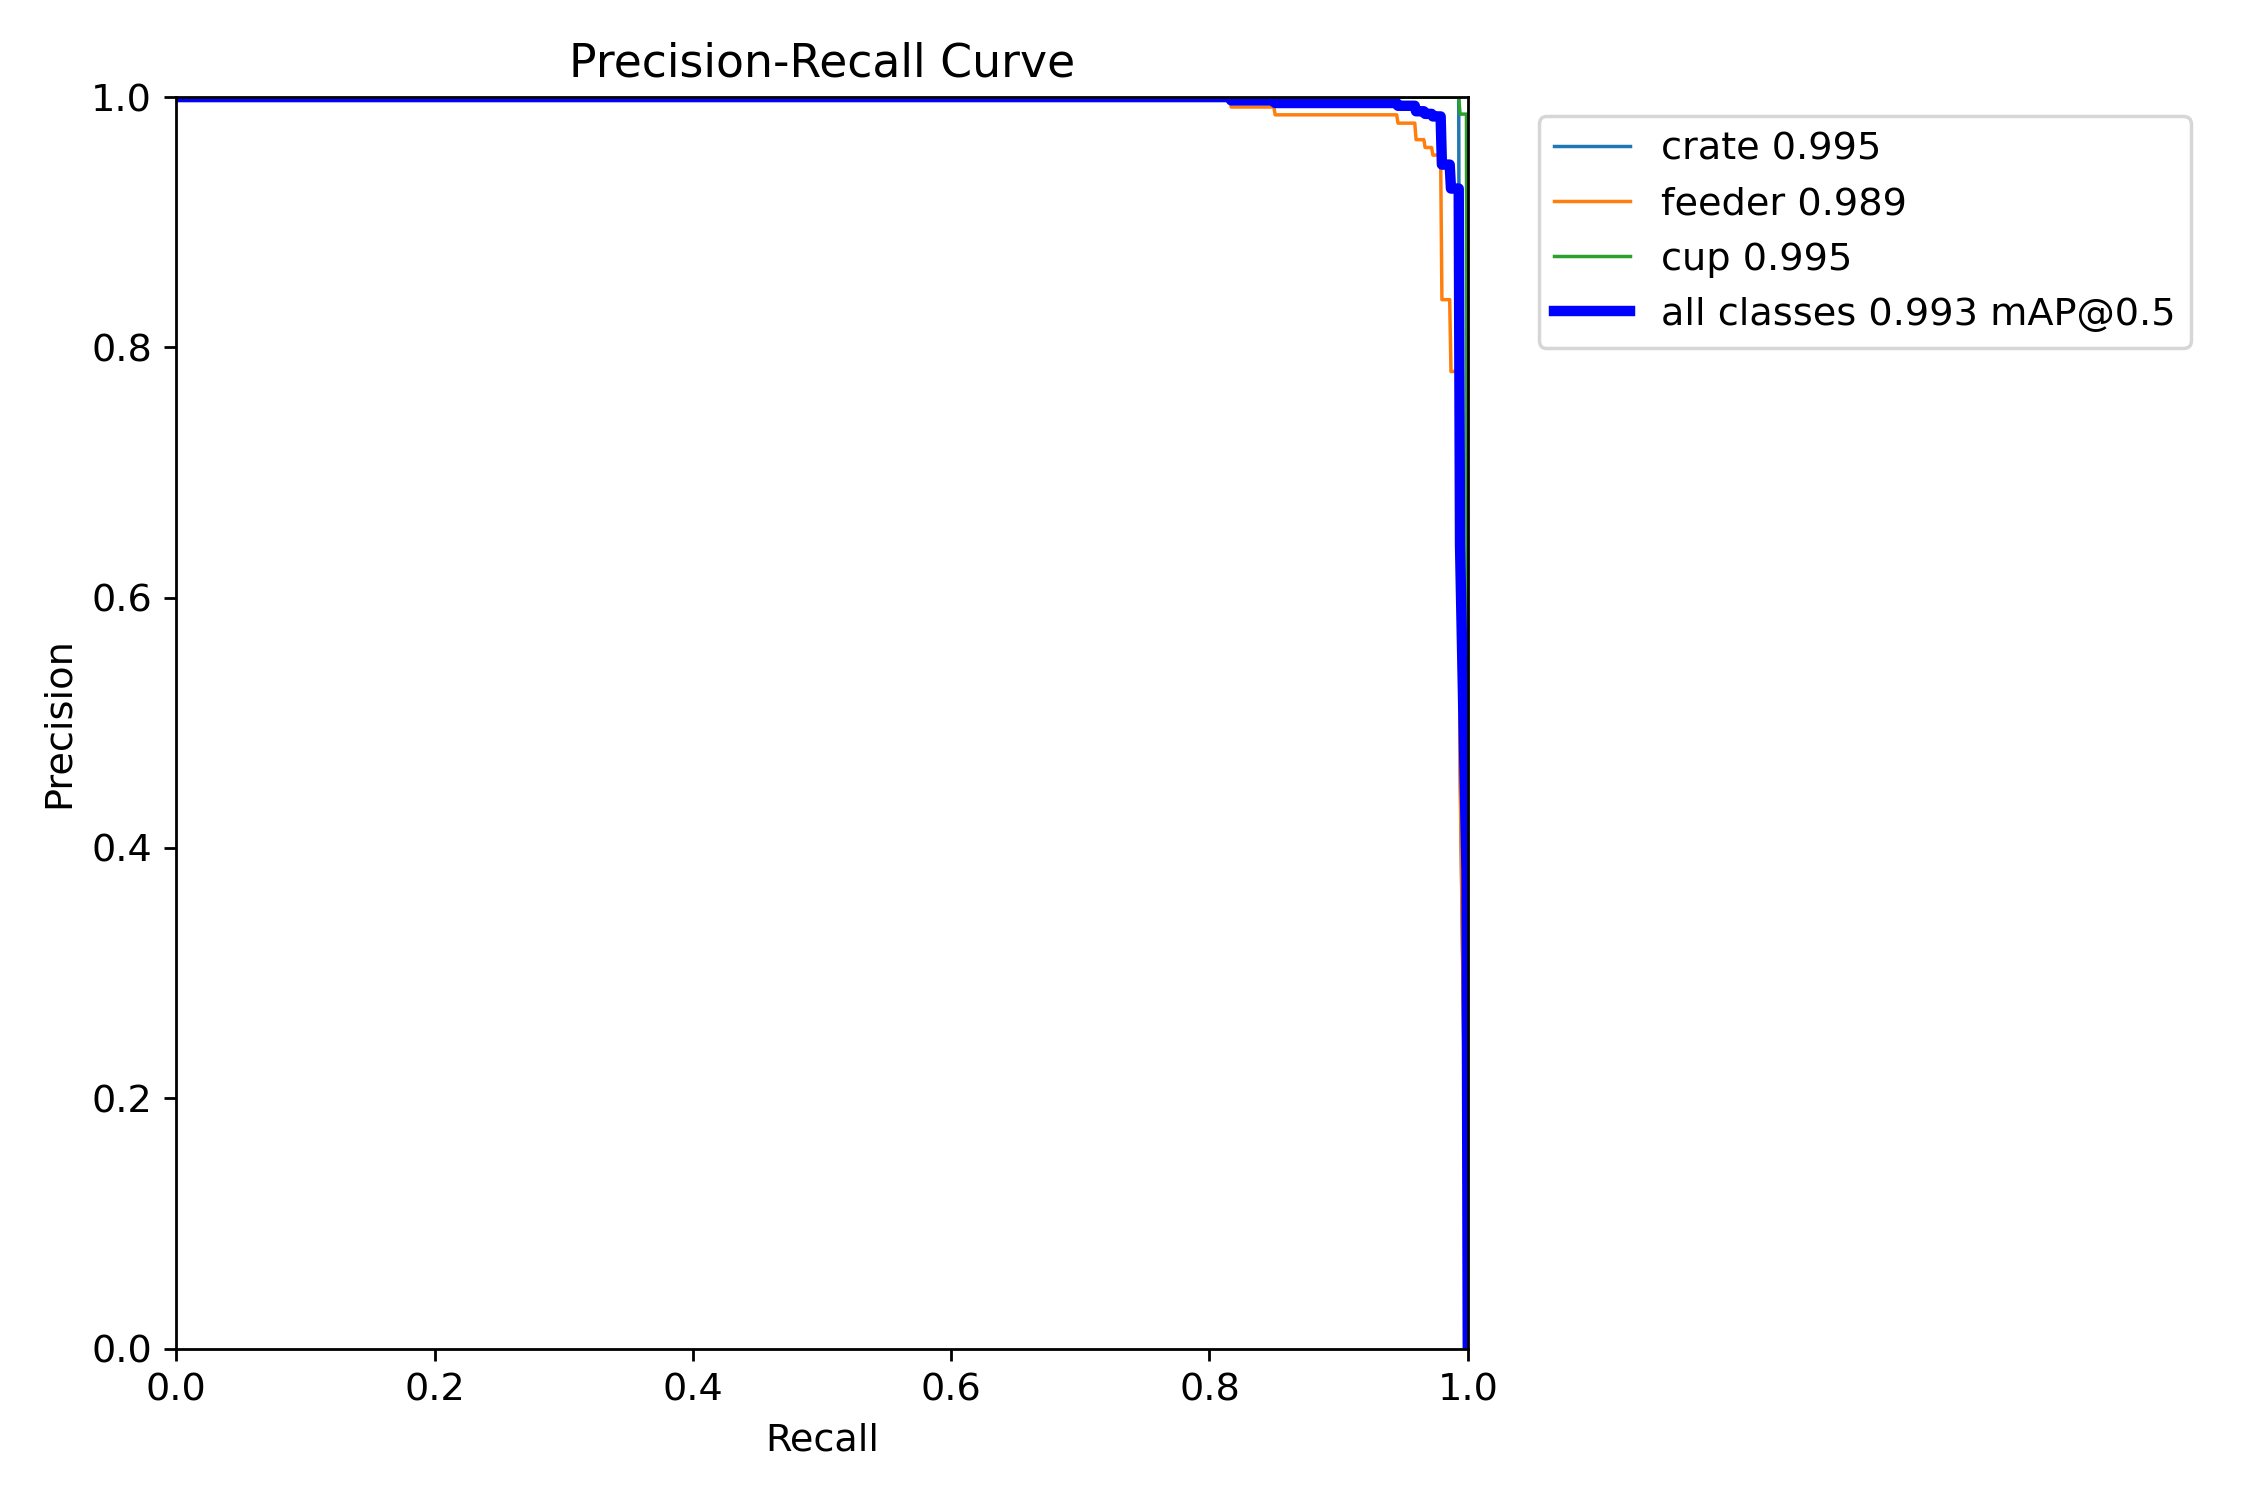 Precision-Recall Curve
1.0
0.8
0.6
0.4
0.2
0.0
Precision
0.0 0.2 0.4 0.6 0.8 1.0
Recall
crate 0.995
feeder 0.989
cup 0.995
all classes 0.993 mAP@0.5